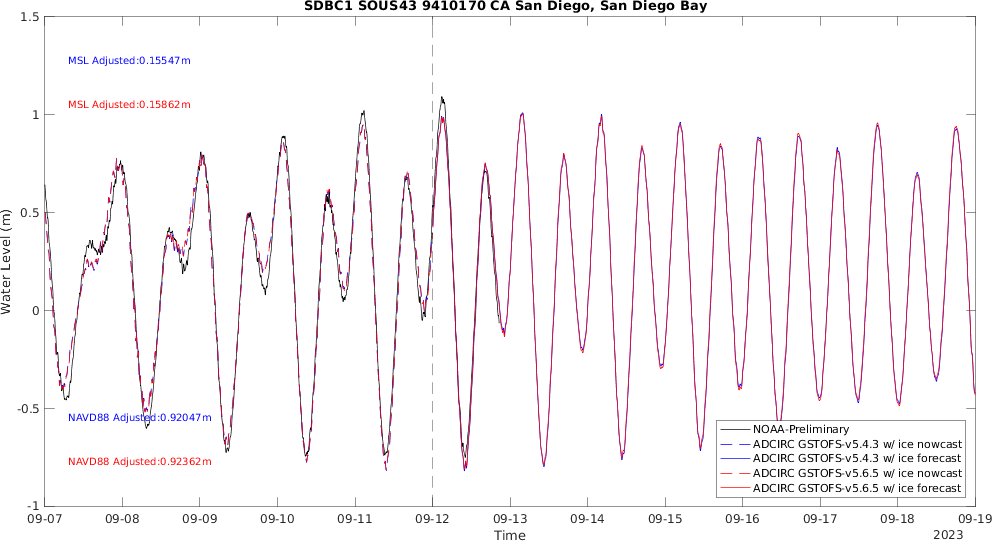 SDBC1 SOUS43 9410170 CA San Diego, San Diego Bay
1.5
MSL Adjusted:0.15547m
MSL Adjusted:0.15862m
1
0.5
0
-0.5
-1
Water Level (m)
NAVD88 Adjusted:0.92047m
NAVD88 Adjusted:0.92362m
NOAA-Preliminary
ADCIRC GSTOFS-v5.4.3 w/ ice nowcast
ADCIRC GSTOFS-v5.4.3 w/ ice forecast
ADCIRC GSTOFS-v5.6.5 w/ ice nowcast
ADCIRC GSTOFS-v5.6.5 w/ ice forecast
09-07 09-08 09-09 09-10 09-11 09-12 09-13 09-14 09-15 09-16 09-17 09-18 09-19
Time
2023